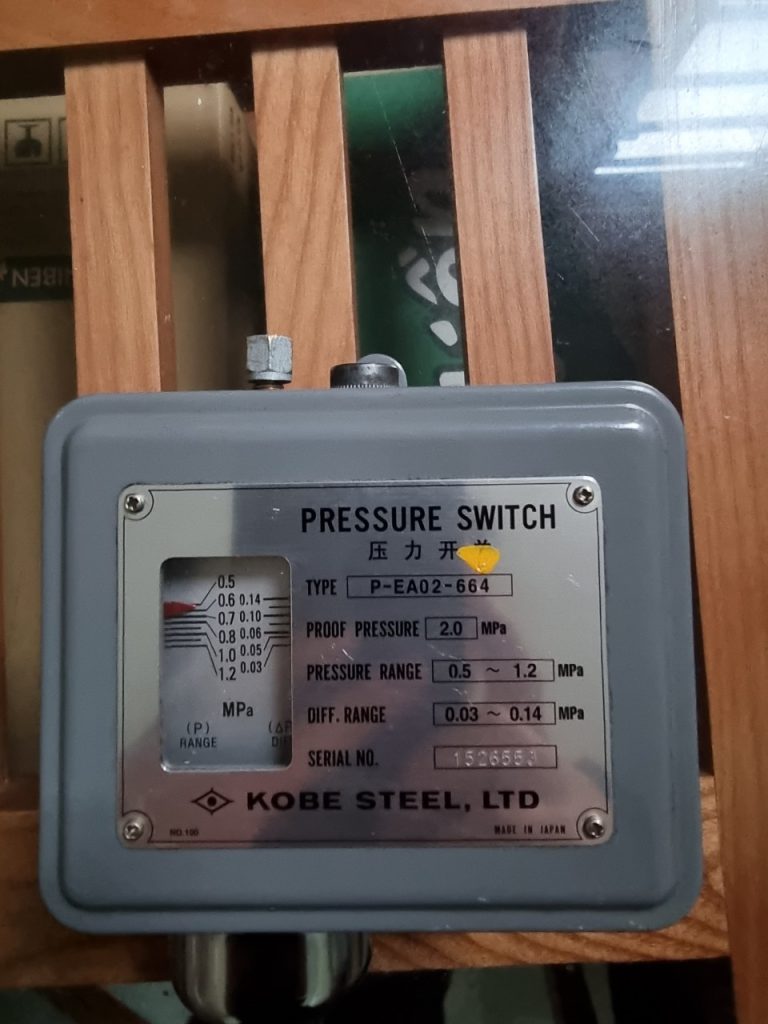 PRESSURE SWITCH
压力开
TYPE P-EA02-664
PROOF PRESSURE 2.0 MPa
PRESSURE RANGE 0.5 ~ 1.2 MPa
DIFF. RANGE 0.03 ~ 0.14 MPa
SERIAL NO.
0.5
0.6 0.14
0.7 0.10
0.8 0.06
1.0 0.05
1.2 0.03
MPa
(P)
RANGE
KOBE STEEL, LTD
NO.100
MADE IN JAPAN